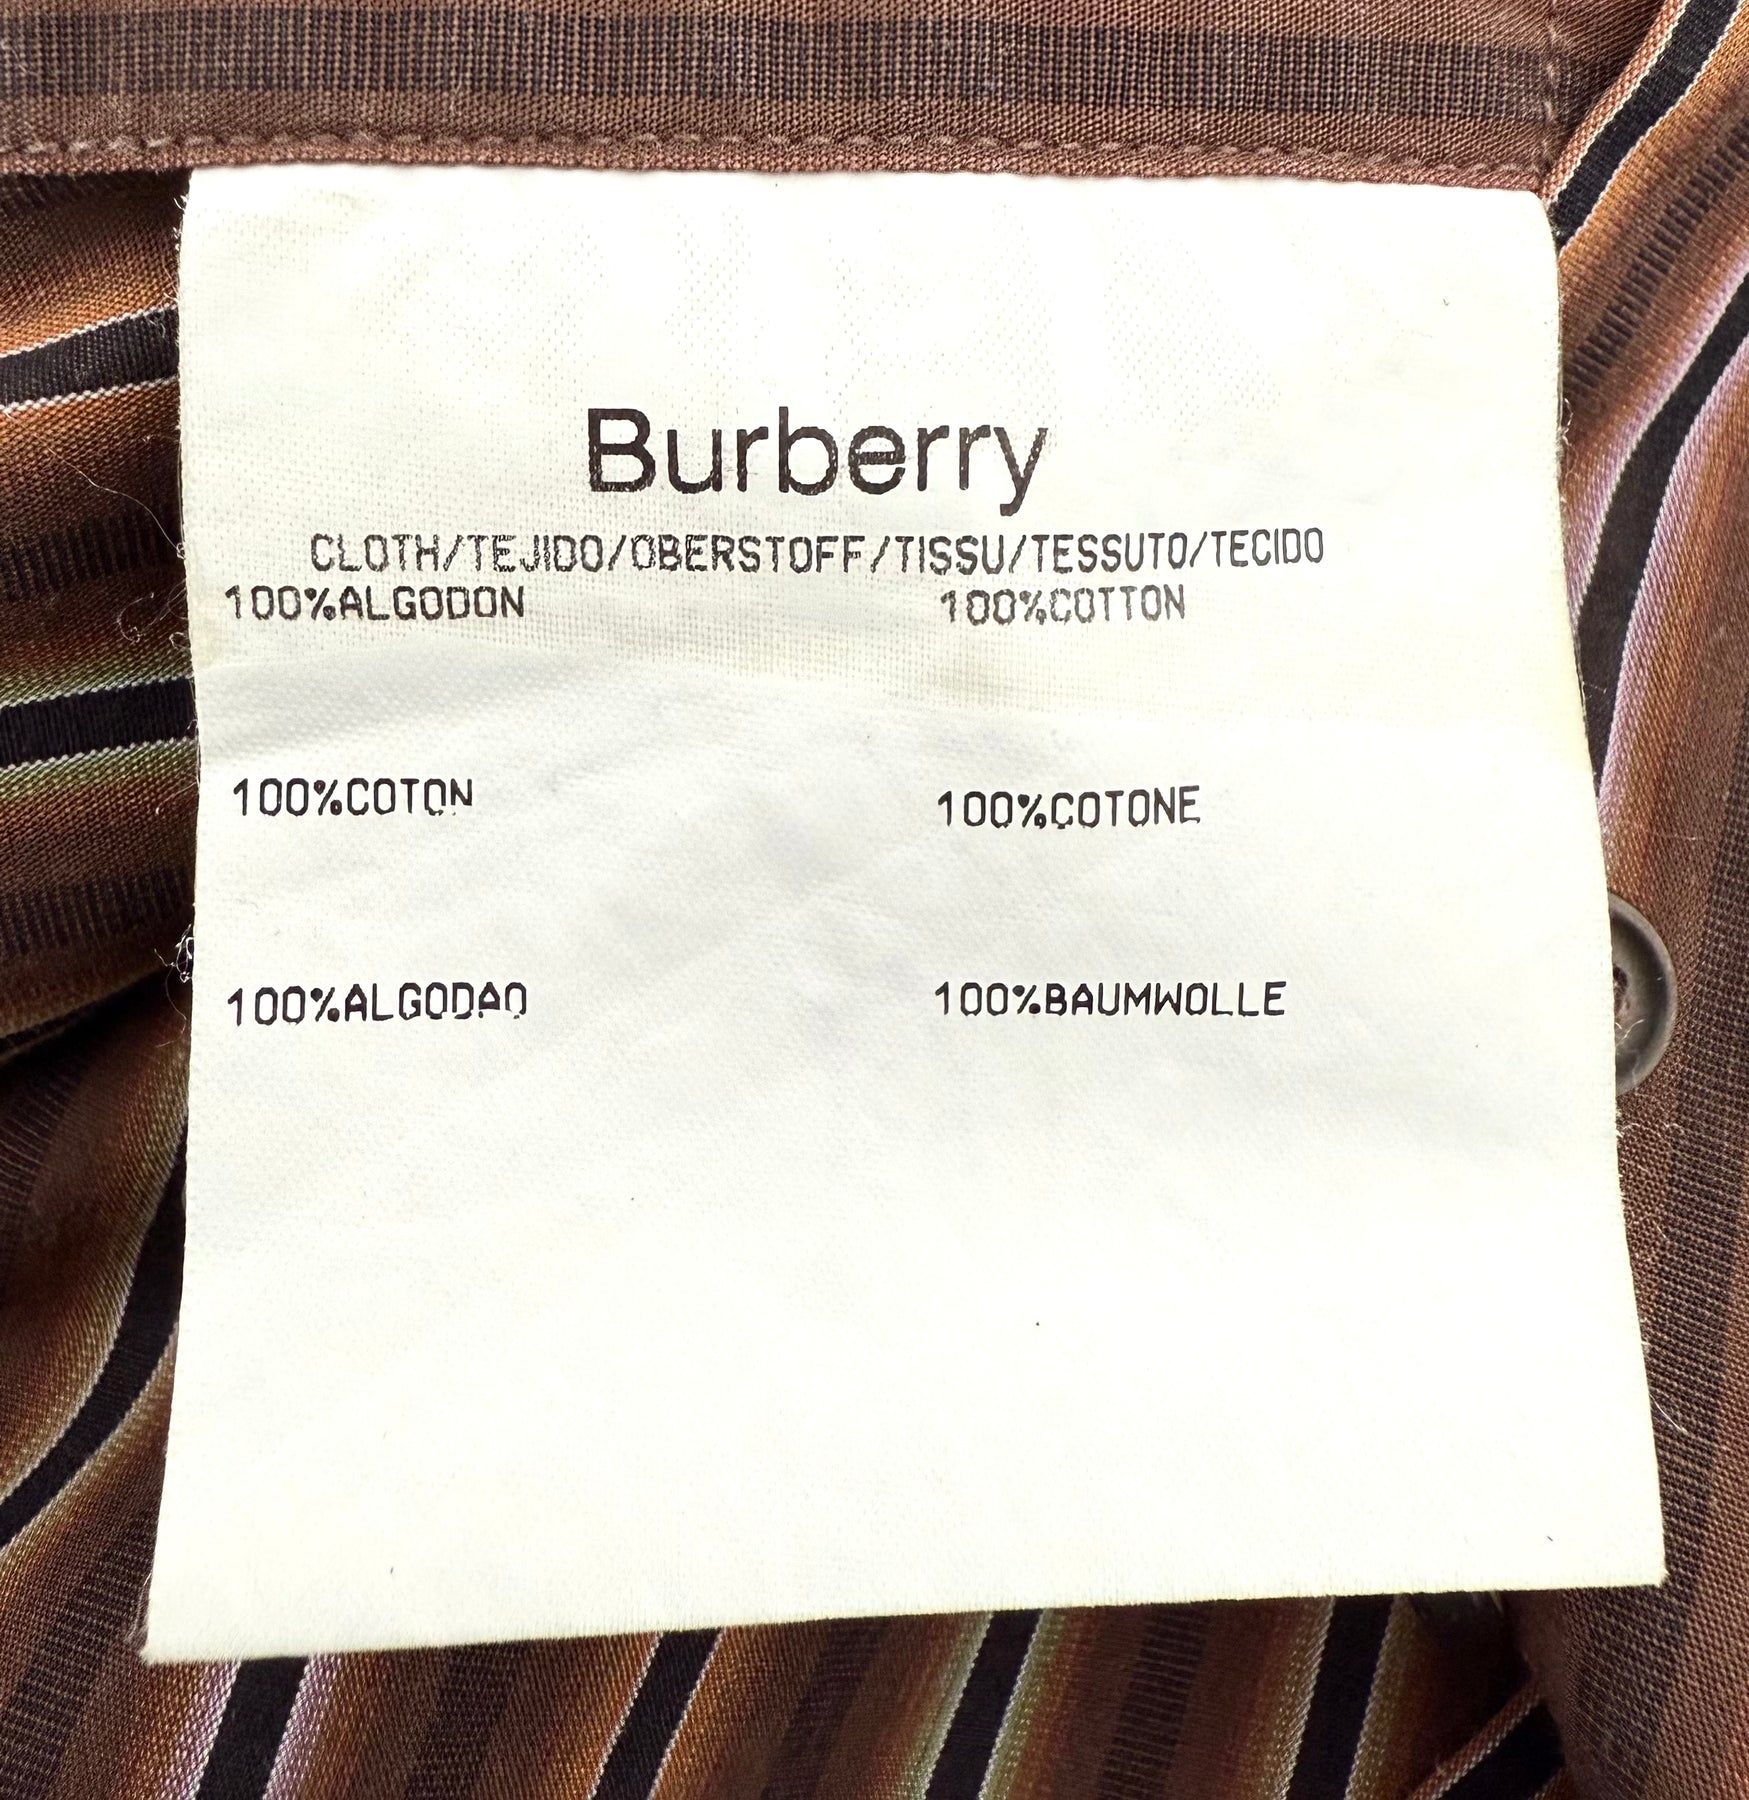 Burberry
CLOTH/TEJIDO/OBERSTOFF/TISSU/TESSUTO/TECIDO
100%ALGODON 100%COTTON
100%COTON 100%COTONE
100%ALGODAO 100%BAUMWOLLE